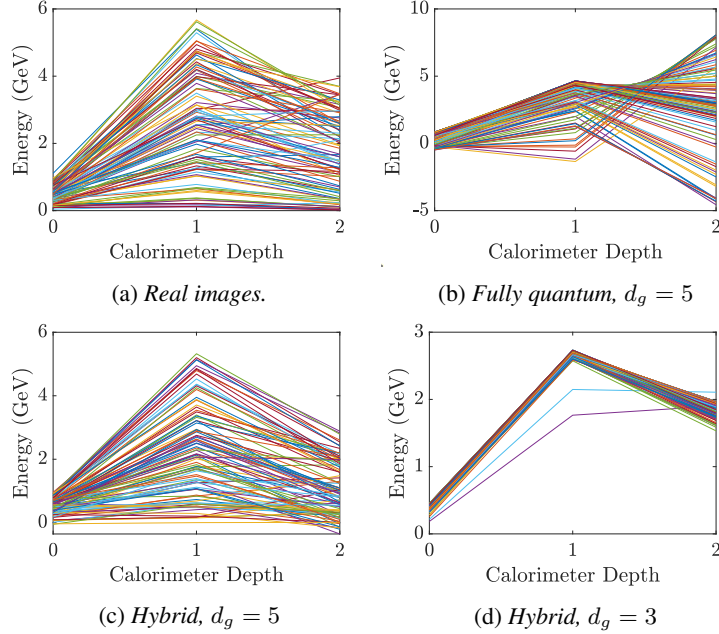 6
4
2
0
Energy (GeV)
0 1 2
Calorimeter Depth
(a) Real images.
10
5
0
-5
Energy (GeV)
0 1 2
Calorimeter Depth
(b) Fully quantum, d_g = 5
6
4
2
0
Energy (GeV)
0 1 2
Calorimeter Depth
(c) Hybrid, d_g = 5
3
2
1
0
Energy (GeV)
0 1 2
Calorimeter Depth
(d) Hybrid, d_g = 3